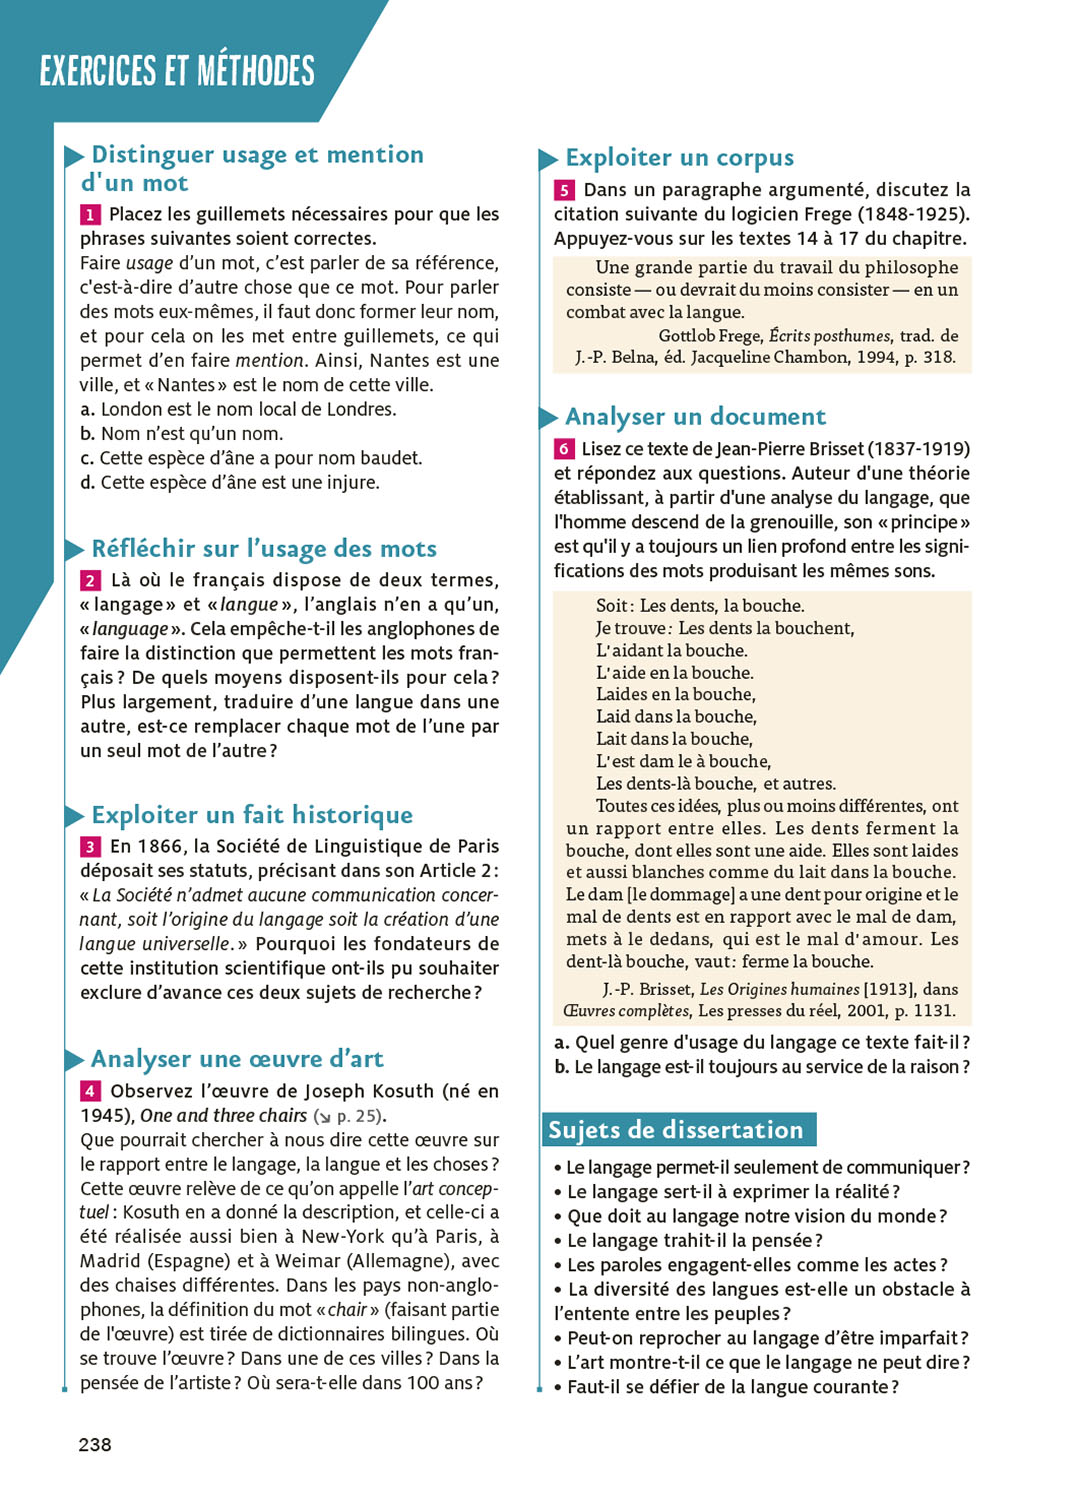 EXERCICES ET MÉTHODES
Distinguer usage et mention
d'un mot
1 Placez les guillemets nécessaires pour que les
phrases suivantes soient correctes.
Faire usage d’un mot, c’est parler de sa référence,
c'est-à-dire d’autre chose que ce mot. Pour parler
des mots eux-mêmes, il faut donc former leur nom,
et pour cela on les met entre guillemets, ce qui
permet d’en faire mention. Ainsi, Nantes est une
ville, et « Nantes » est le nom de cette ville.
a. London est le nom local de Londres.
b. Nom n’est qu’un nom.
c. Cette espèce d’âne a pour nom baudet.
d. Cette espèce d’âne est une injure.
Réfléchir sur l’usage des mots
2 Là où le français dispose de deux termes,
« langage » et « langue », l’anglais n’en a qu’un,
« language ». Cela empêche-t-il les anglophones de
faire la distinction que permettent les mots fran-
çais ? De quels moyens disposent-ils pour cela ?
Plus largement, traduire d’une langue dans une
autre, est-ce remplacer chaque mot de l’une par
un seul mot de l’autre ?
Exploiter un fait historique
3 En 1866, la Société de Linguistique de Paris
déposait ses statuts, précisant dans son Article 2 :
« La Société n’admet aucune communication concer-
nant, soit l’origine du langage soit la création d’une
langue universelle. » Pourquoi les fondateurs de
cette institution scientifique ont-ils pu souhaiter
exclure d’avance ces deux sujets de recherche ?
Analyser une œuvre d’art
4 Observez l’œuvre de Joseph Kosuth (né en
1945), One and three chairs (↘ p. 25).
Que pourrait chercher à nous dire cette œuvre sur
le rapport entre le langage, la langue et les choses ?
Cette œuvre relève de ce qu’on appelle l’art concep-
tuel : Kosuth en a donné la description, et celle-ci a
été réalisée aussi bien à New-York qu’à Paris, à
Madrid (Espagne) et à Weimar (Allemagne), avec
des chaises différentes. Dans les pays non-anglo-
phones, la définition du mot « chair » (faisant partie
de l'œuvre) est tirée de dictionnaires bilingues. Où
se trouve l’œuvre ? Dans une de ces villes ? Dans la
pensée de l’artiste ? Où sera-t-elle dans 100 ans ?
Exploiter un corpus
5 Dans un paragraphe argumenté, discutez la
citation suivante du logicien Frege (1848-1925).
Appuyez-vous sur les textes 14 à 17 du chapitre.
Une grande partie du travail du philosophe
consiste — ou devrait du moins consister — en un
combat avec la langue.
Gottlob Frege, Écrits posthumes, trad. de
J.-P. Belna, éd. Jacqueline Chambon, 1994, p. 318.
Analyser un document
6 Lisez ce texte de Jean-Pierre Brisset (1837-1919)
et répondez aux questions. Auteur d'une théorie
établissant, à partir d'une analyse du langage, que
l'homme descend de la grenouille, son « principe »
est qu'il y a toujours un lien profond entre les signi-
fications des mots produisant les mêmes sons.
Soit : Les dents, la bouche.
Je trouve : Les dents la bouchent,
L'aidant la bouche.
L'aide en la bouche.
Laides en la bouche,
Laid dans la bouche,
Lait dans la bouche,
L'est dam le à bouche,
Les dents-là bouche, et autres.
Toutes ces idées, plus ou moins différentes, ont
un rapport entre elles. Les dents ferment la
bouche, dont elles sont une aide. Elles sont laides
et aussi blanches comme du lait dans la bouche.
Le dam [le dommage] a une dent pour origine et le
mal de dents est en rapport avec le mal de dam,
mets à le dedans, qui est le mal d'amour. Les
dent-là bouche, vaut : ferme la bouche.
J.-P. Brisset, Les Origines humaines [1913], dans
Œuvres complètes, Les presses du réel, 2001, p. 1131.
a. Quel genre d'usage du langage ce texte fait-il ?
b. Le langage est-il toujours au service de la raison ?
Sujets de dissertation
• Le langage permet-il seulement de communiquer ?
• Le langage sert-il à exprimer la réalité ?
• Que doit au langage notre vision du monde ?
• Le langage trahit-il la pensée ?
• Les paroles engagent-elles comme les actes ?
• La diversité des langues est-elle un obstacle à
l’entente entre les peuples ?
• Peut-on reprocher au langage d’être imparfait ?
• L’art montre-t-il ce que le langage ne peut dire ?
• Faut-il se défier de la langue courante ?
238